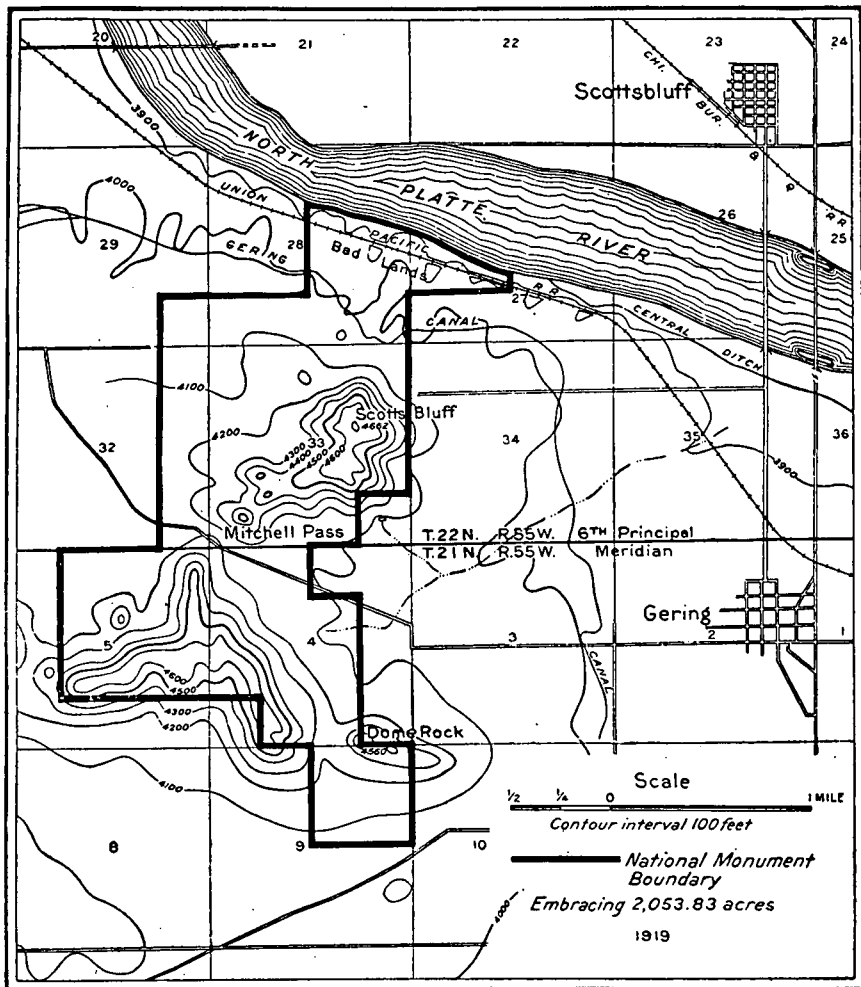 20
21
22
23
24
CHI.
BUR.
&
Q
R R
Scottsbluff
3900
NORTH
PLATTE
RIVER
26
25
4000
UNION
PACIFIC
R.R.
29
28
Bad Lands
27
GERING
CANAL
CENTRAL
DITCH
4100
4200
Scotts Bluff
4662
33
4300
4400
4500
4600
32
34
35
36
3900
Mitchell Pass
T.22N. R.55W. 6TH Principal
T.21N. R.55W. Meridian
Gering
5
4
3
2
1
CANAL
4600
4500
4300
4200
Dome Rock
4560
4100
8
9
10
4000
Scale
1/2 1/4 0 1 MILE
Contour interval 100 feet
National Monument
Boundary
Embracing 2,053.83 acres
1919